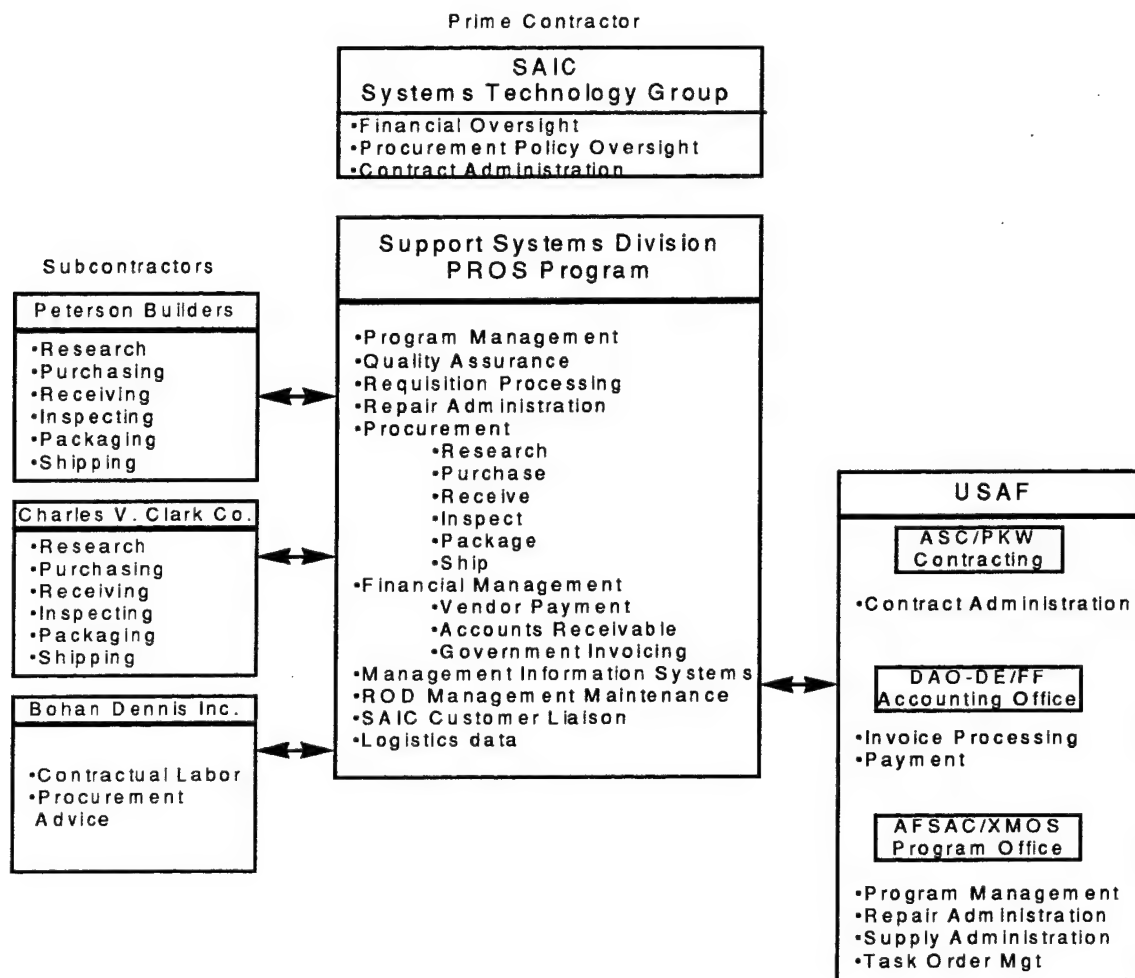 Prime Contractor
SAIC
Systems Technology Group
•Financial Oversight
•Procurement Policy Oversight
•Contract Administration
Support Systems Division
PROS Program
•Program Management
•Quality Assurance
•Requisition Processing
•Repair Administration
•Procurement
•Research
•Purchase
•Receive
•Inspect
•Package
•Ship
•Financial Management
•Vendor Payment
•Accounts Receivable
•Government Invoicing
•Management Information Systems
•ROD Management Maintenance
•SAIC Customer Liaison
•Logistics data
Subcontractors
Peterson Builders
•Research
•Purchasing
•Receiving
•Inspecting
•Packaging
•Shipping
Charles V. Clark Co.
•Research
•Purchasing
•Receiving
•Inspecting
•Packaging
•Shipping
Bohan Dennis Inc.
•Contractual Labor
•Procurement
Advice
USAF
ASC/PKW
Contracting
•Contract Administration
DAO-DE/FF
Accounting Office
•Invoice Processing
•Payment
AFSAC/XMOS
Program Office
•Program Management
•Repair Administration
•Supply Administration
•Task Order Mgt